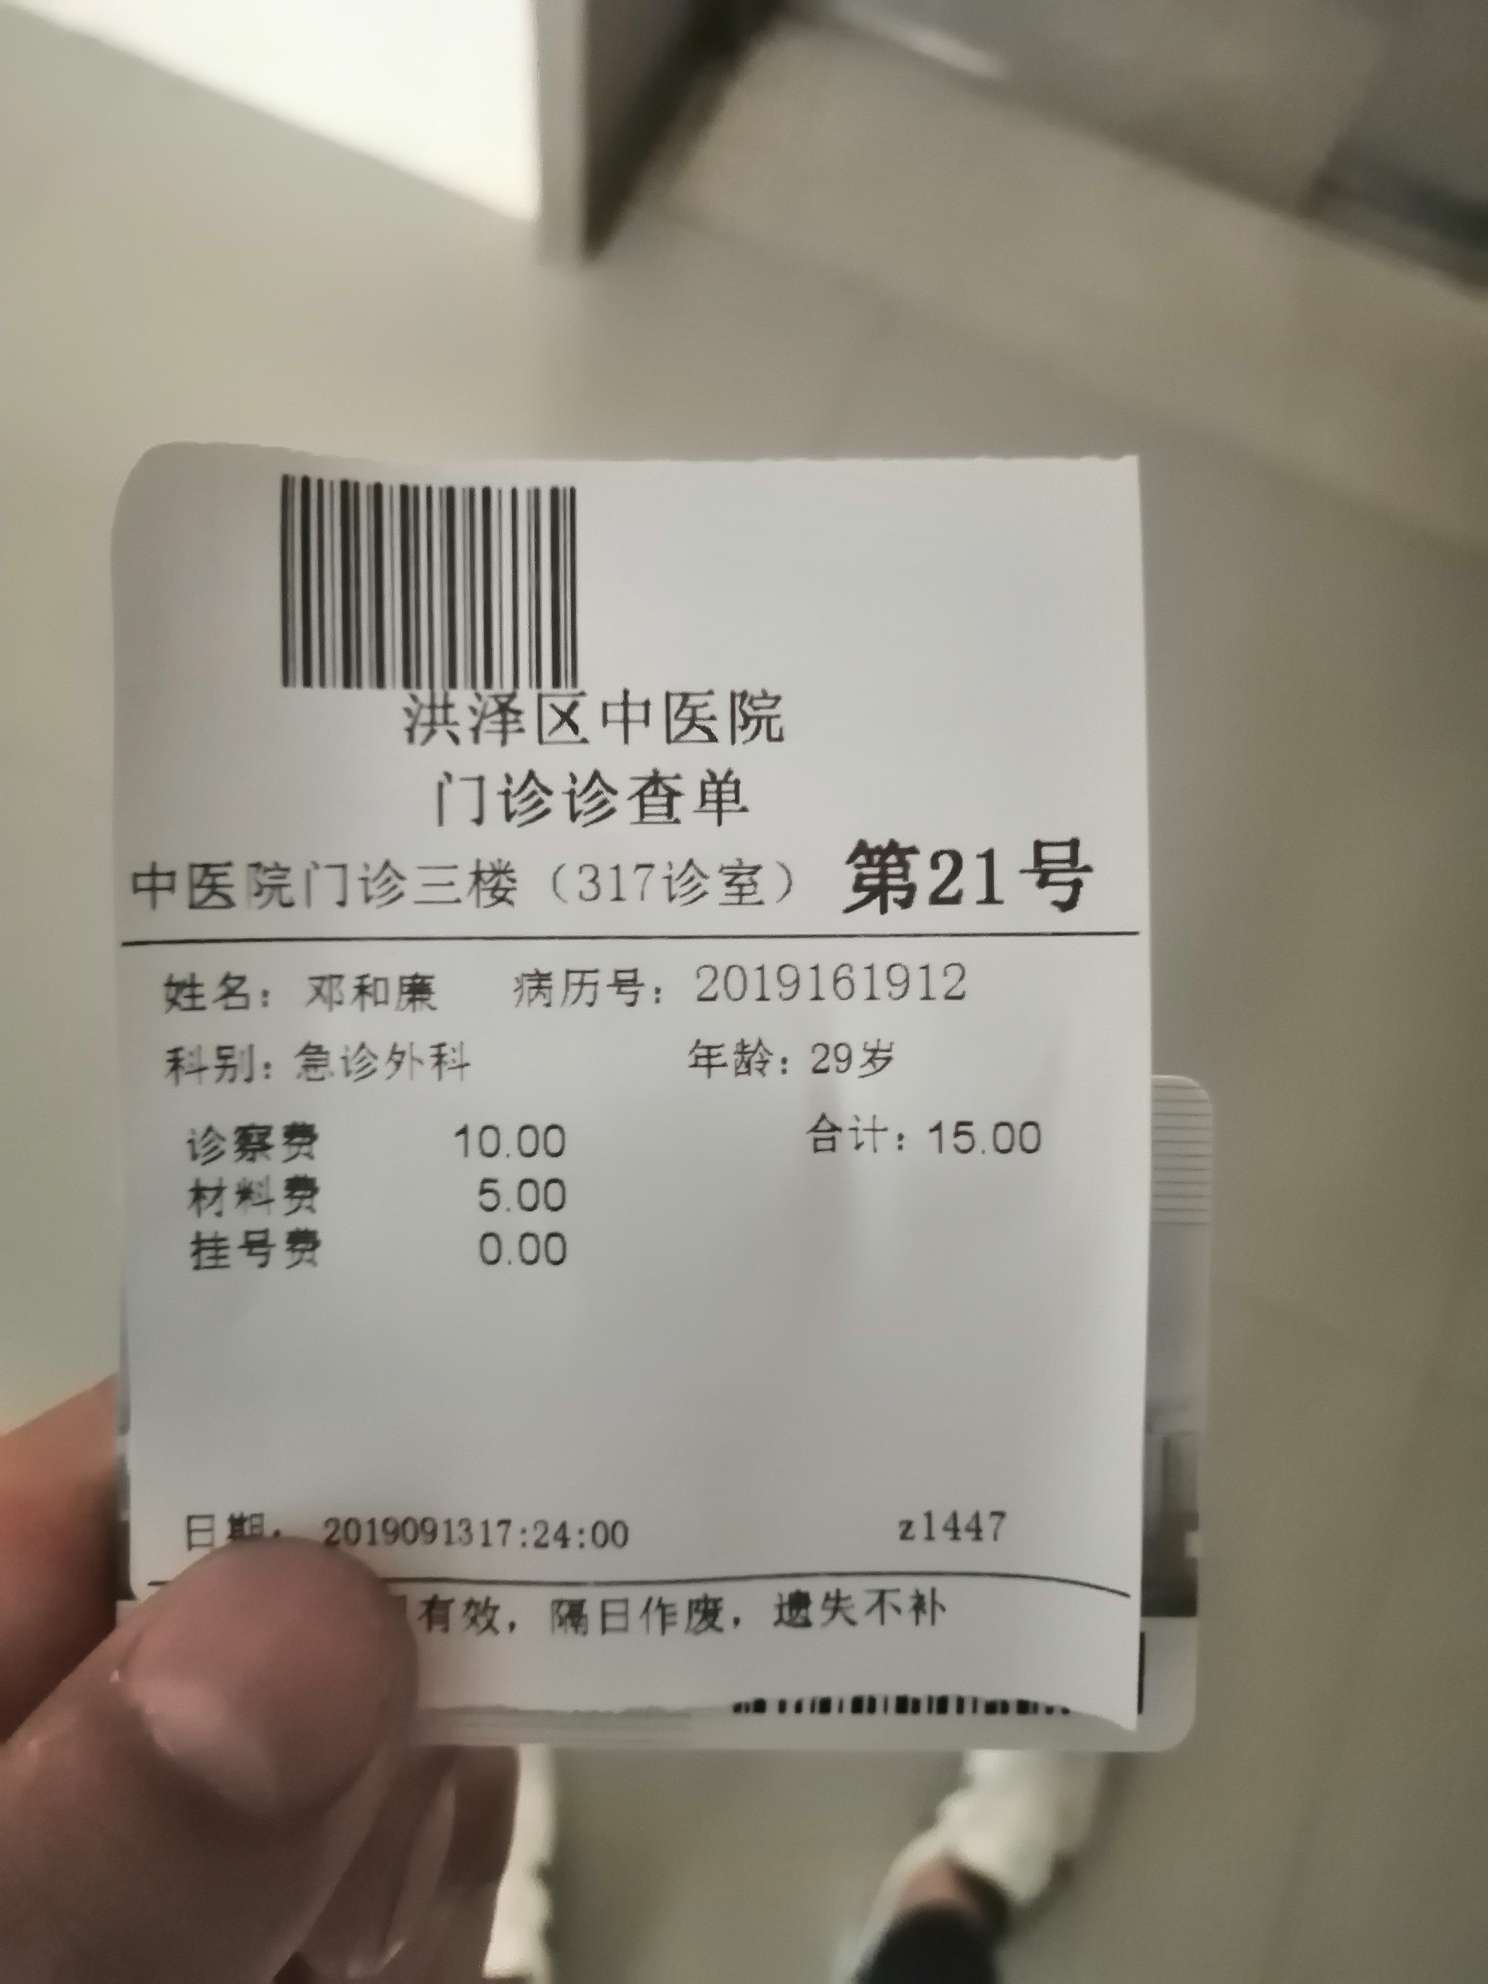 洪泽区中医院
门诊诊查单
中医院门诊三楼（317诊室） 第21号
姓名：邓和廉 病历号：2019161912
科别：急诊外科 年龄：29岁
诊察费 10.00 合计：15.00
材料费 5.00
挂号费 0.00
日期： 2019091317:24:00 z1447
有效，隔日作废，遗失不补